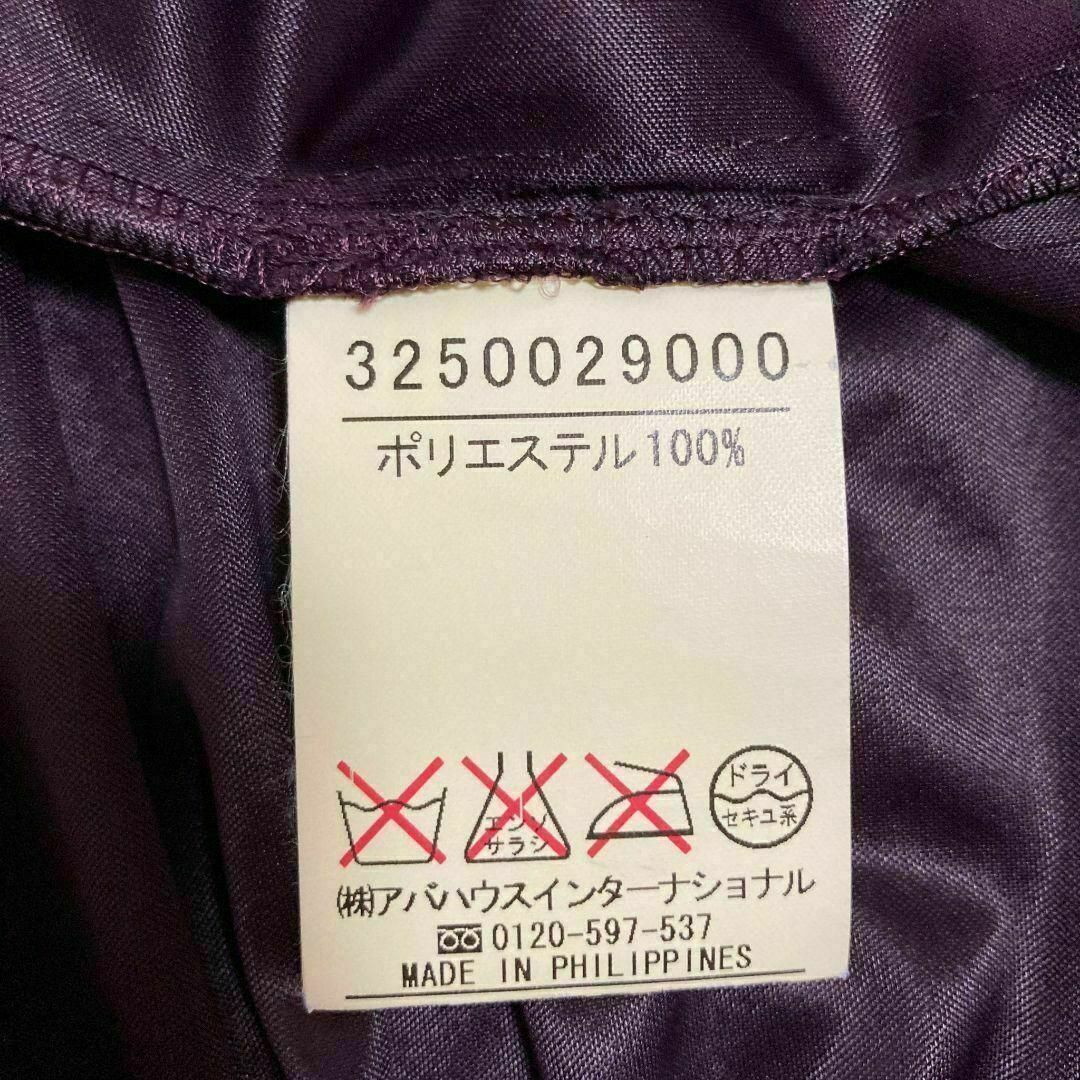 3250029000
ポリエステル100%
エンソ
サラシ
ドライ
セキユ系
㈱アバハウスインターナショナル
0120-597-537
MADE IN PHILIPPINES